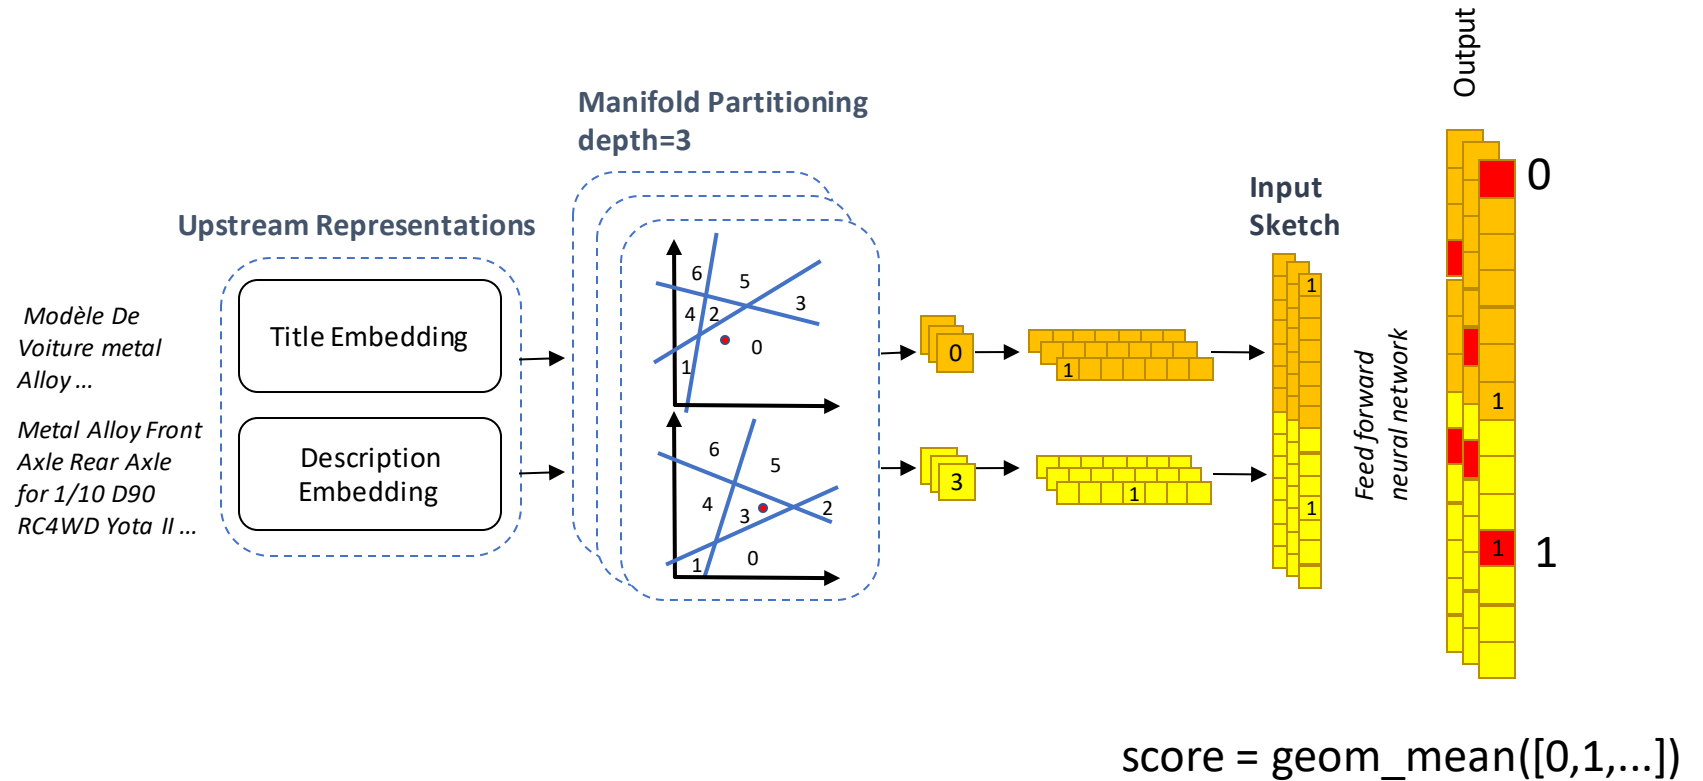 Output
Manifold Partitioning
depth=3
0
Input
Sketch
Upstream Representations
6
5
3
4
2
0
1
1
Modèle De
Voiture metal
Alloy ...
Title Embedding
0
1
Feed forward
neural network
1
Metal Alloy Front
Axle Rear Axle
for 1/10 D90
RC4WD Yota II ...
Description
Embedding
6
5
4
3
2
1
0
3
1
1
1
1
score = geom_mean([0,1,...])